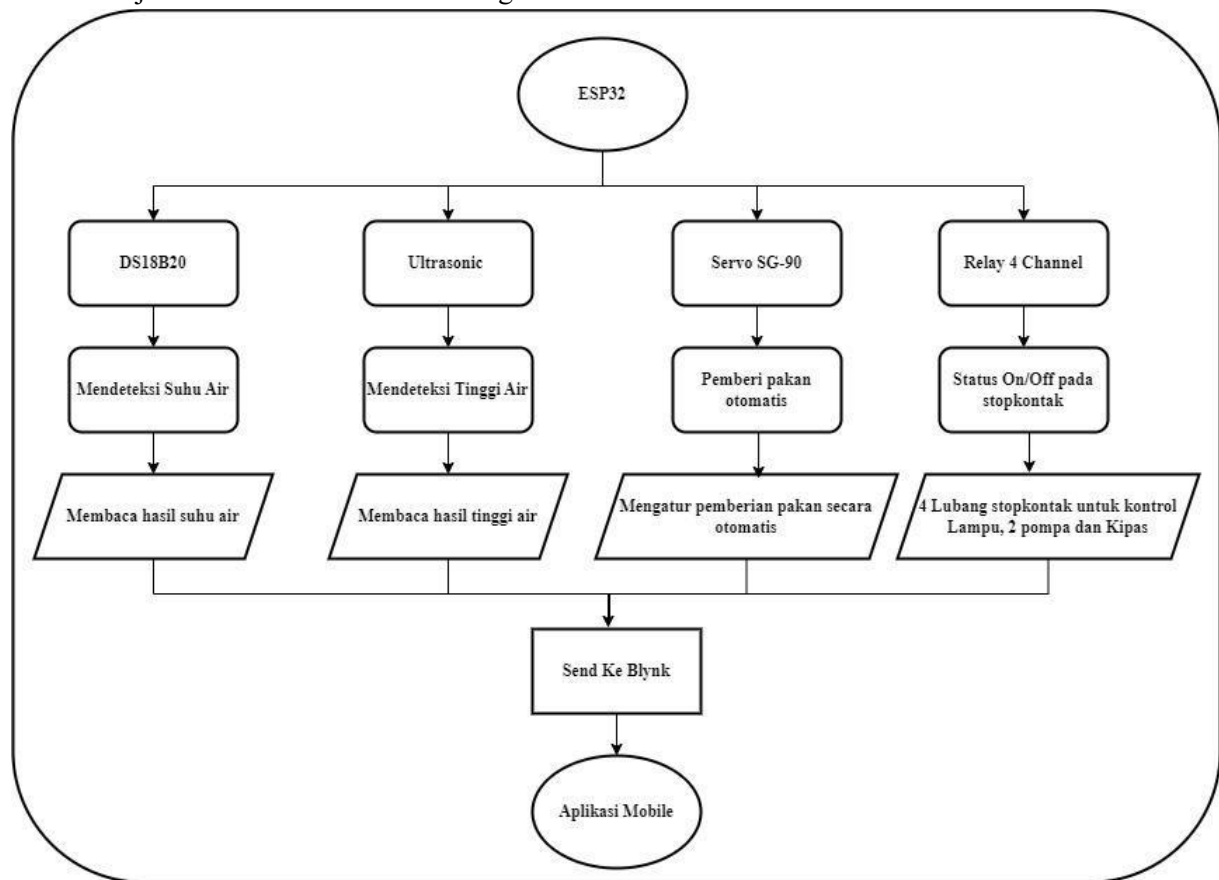 ESP32
DS18B20
Ultrasonic
Servo SG-90
Relay 4 Channel
Mendeteksi Suhu Air
Mendeteksi Tinggi Air
Pemberi pakan
otomatis
Status On/Off pada
stopkontak
Membaca hasil suhu air
Membaca hasil tinggi air
Mengatur pemberian pakan secara
otomatis
4 Lubang stopkontak untuk kontrol
Lampu, 2 pompa dan Kipas
Send Ke Blynk
Aplikasi Mobile